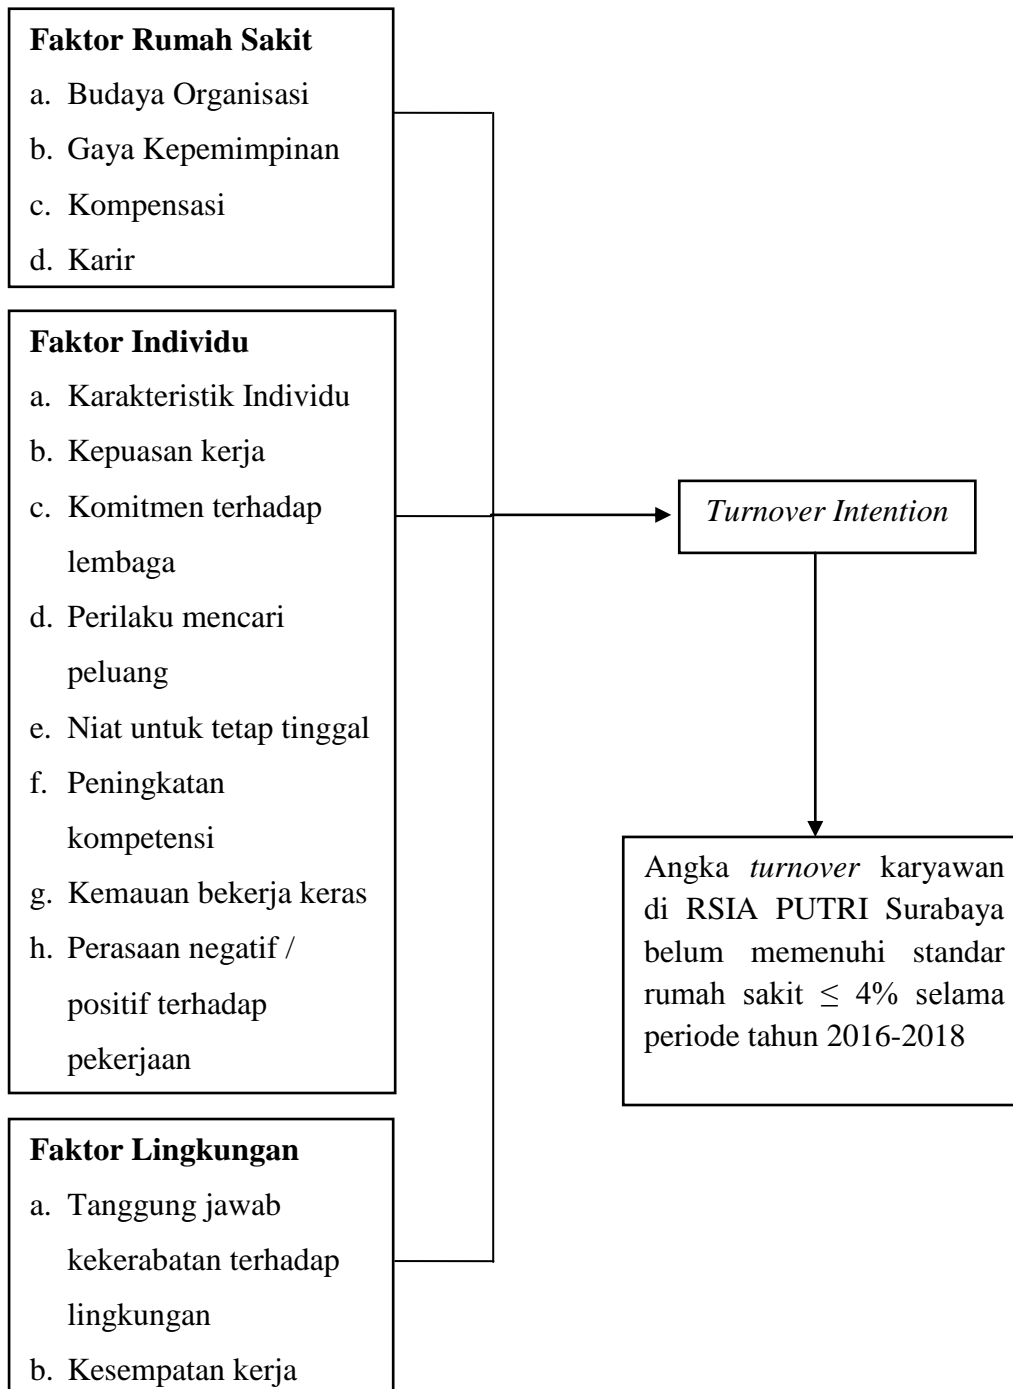 Faktor Rumah Sakit
a. Budaya Organisasi
b. Gaya Kepemimpinan
c. Kompensasi
d. Karir
Faktor Individu
a. Karakteristik Individu
b. Kepuasan kerja
c. Komitmen terhadap
lembaga
d. Perilaku mencari
peluang
e. Niat untuk tetap tinggal
f. Peningkatan
kompetensi
g. Kemauan bekerja keras
h. Perasaan negatif /
positif terhadap
pekerjaan
Faktor Lingkungan
a. Tanggung jawab
kekerabatan terhadap
lingkungan
b. Kesempatan kerja
Turnover Intention
Angka turnover karyawan
di RSIA PUTRI Surabaya
belum memenuhi standar
rumah sakit ≤ 4% selama
periode tahun 2016-2018